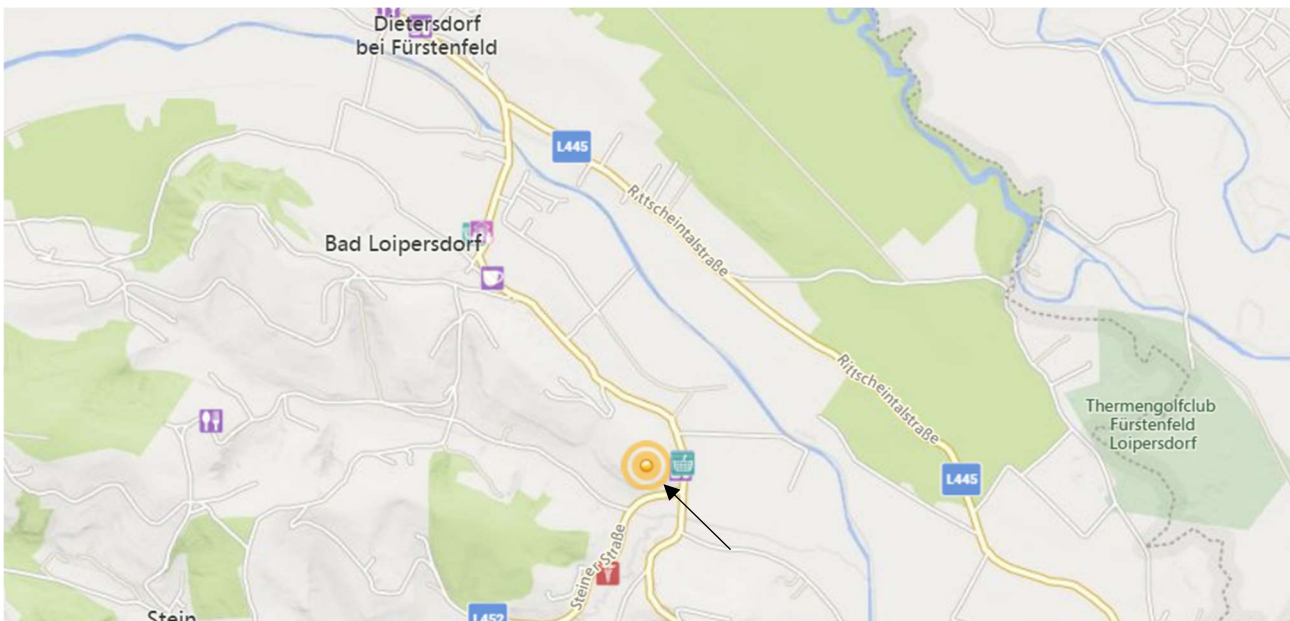 Dietersdorf
bei Fürstenfeld
L445
Rittscheintalstraße
Bad Loipersdorf
Rittscheintalstraße
Thermengolfclub
Fürstenfeld
Loipersdorf
L445
Steiner Straße
Stein
L452